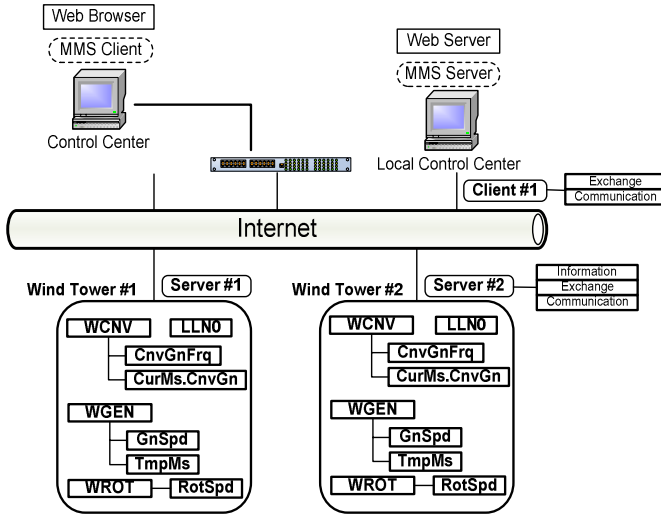 Web Browser
MMS Client
Control Center
Web Server
MMS Server
Local Control Center
Client #1
Exchange
Communication
Internet
Wind Tower #1
Server #1
Wind Tower #2
Server #2
Information
Exchange
Communication
WCNV
LLN0
CnvGnFrq
CurMs.CnvGn
WGEN
GnSpd
TmpMs
WROT
RotSpd
WCNV
LLN0
CnvGnFrq
CurMs.CnvGn
WGEN
GnSpd
TmpMs
WROT
RotSpd